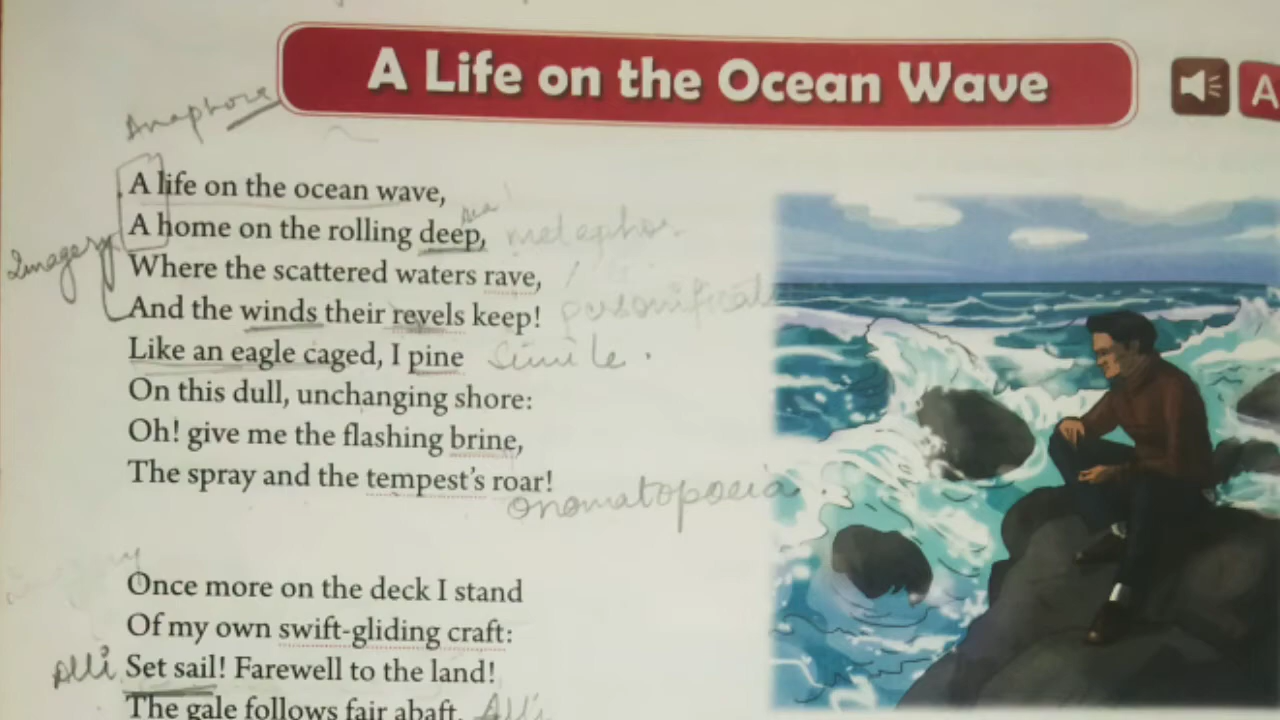 A Life on the Ocean Wave
A
Anaphore
A life on the ocean wave,
sea
A home on the rolling deep, metaphor
Imagery
Where the scattered waters rave,
And the winds their revels keep! personificati
Like an eagle caged, I pine simile.
On this dull, unchanging shore:
Oh! give me the flashing brine,
The spray and the tempest's roar!
onomatopoeia
Once more on the deck I stand
Of my own swift-gliding craft:
Alli Set sail! Farewell to the land!
The gale follows fair abaft. Alli